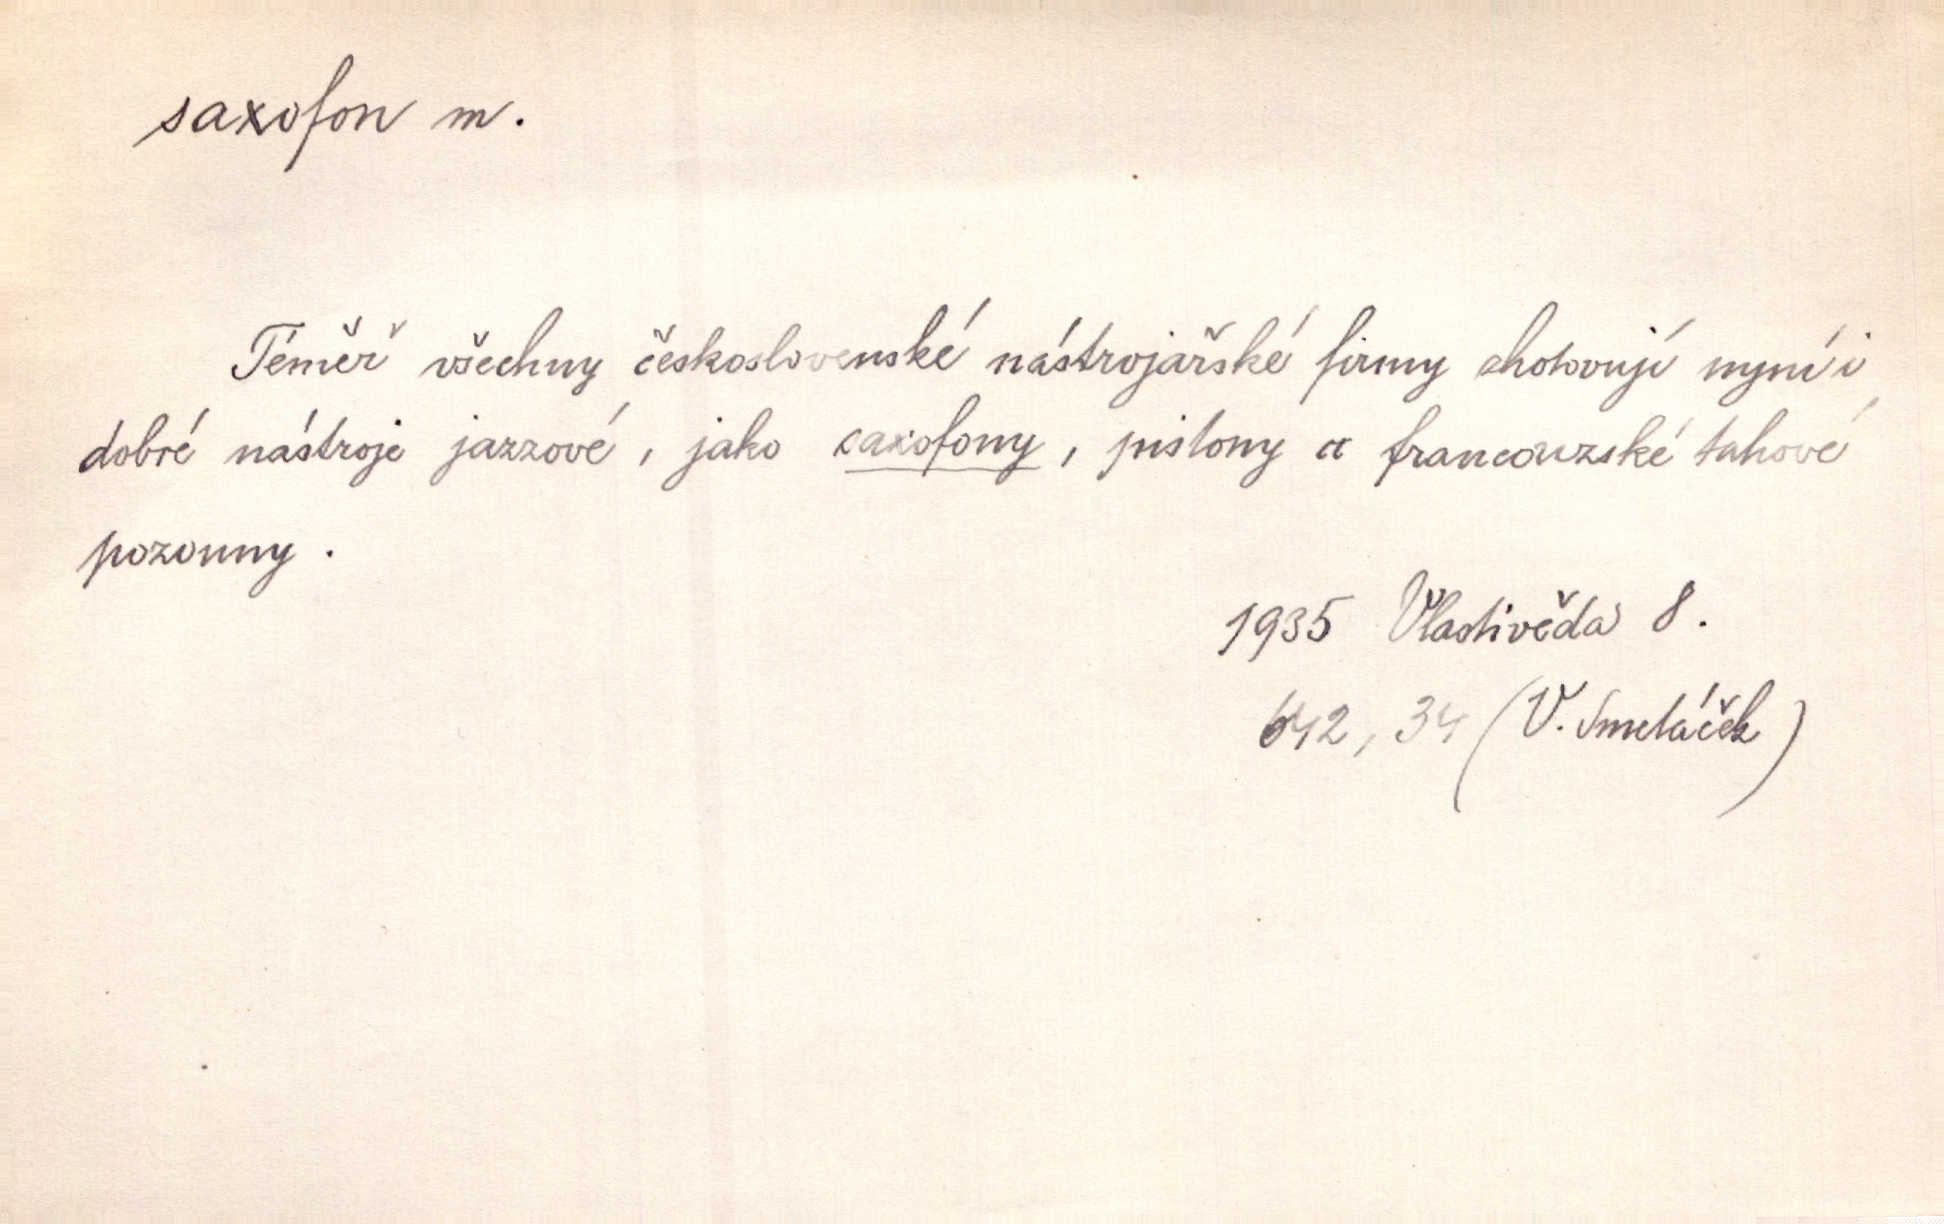 saxofon m.
Téměř všechny československé nástrojařské firmy zhotovují nyní i
dobré nástroje jazzové, jako saxofony, pistony a francouzské tahové
pozouny.
1935 Vlastivěda 8.
642, 34 (V. Smetáček)